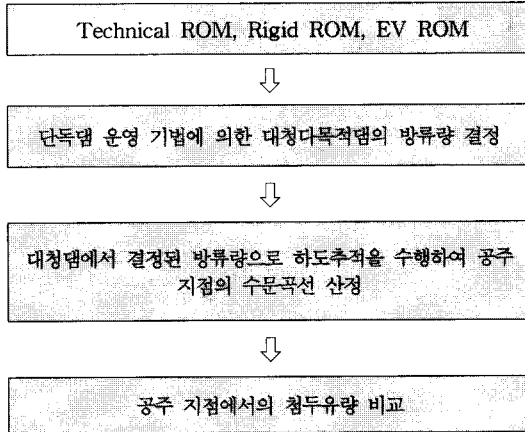 Technical ROM, Rigid ROM, EV ROM
단독댐 운영 기법에 의한 대청다목적댐의 방류량 결정
대청댐에서 결정된 방류량으로 하도추적을 수행하여 공주
지점의 수문곡선 산정
공주 지점에서의 첨두유량 비교